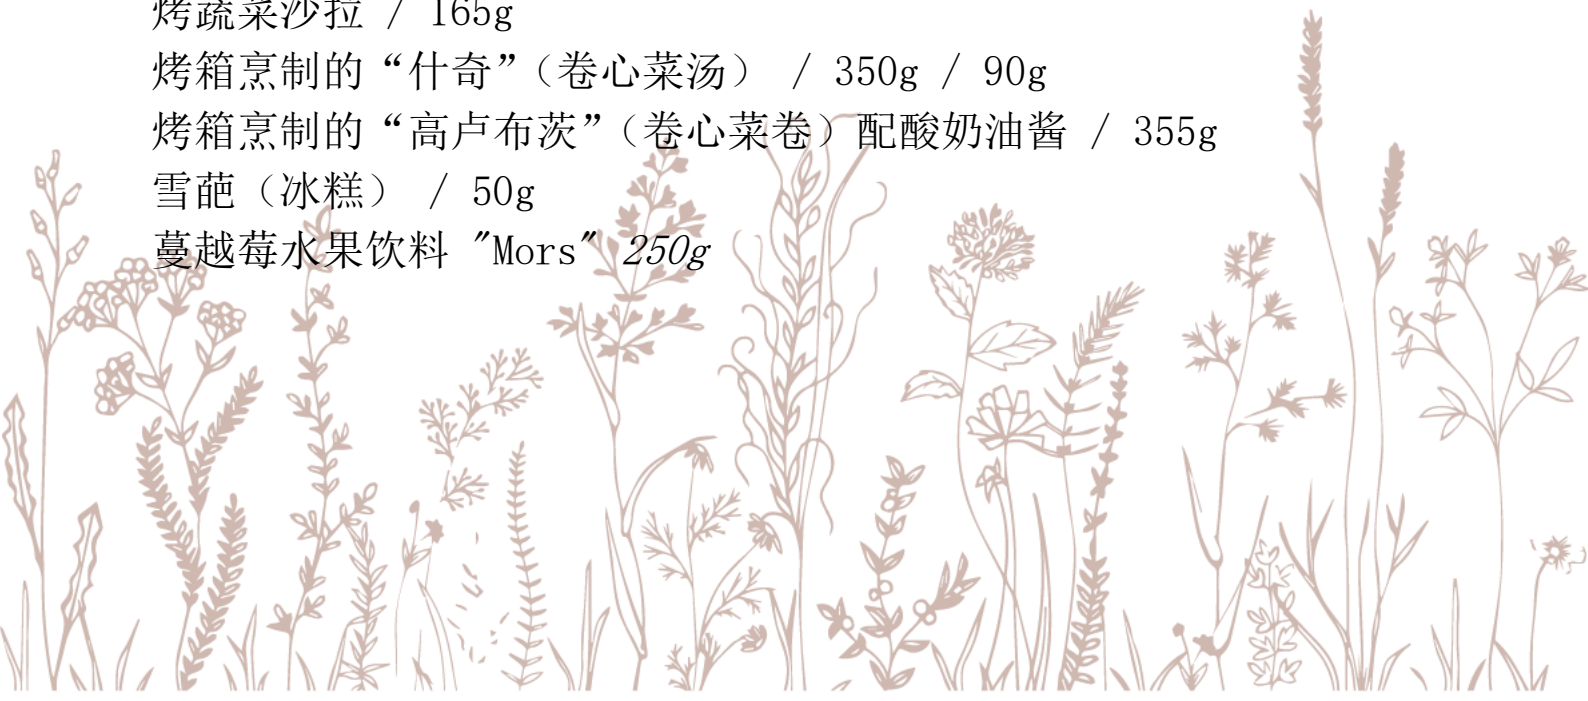 烤蔬菜沙拉 / 165g
烤箱烹制的“什奇”（卷心菜汤） / 350g / 90g
烤箱烹制的“高卢布茨”（卷心菜卷）配酸奶油酱 / 355g
雪葩（冰糕） / 50g
蔓越莓水果饮料 "Mors" 250g